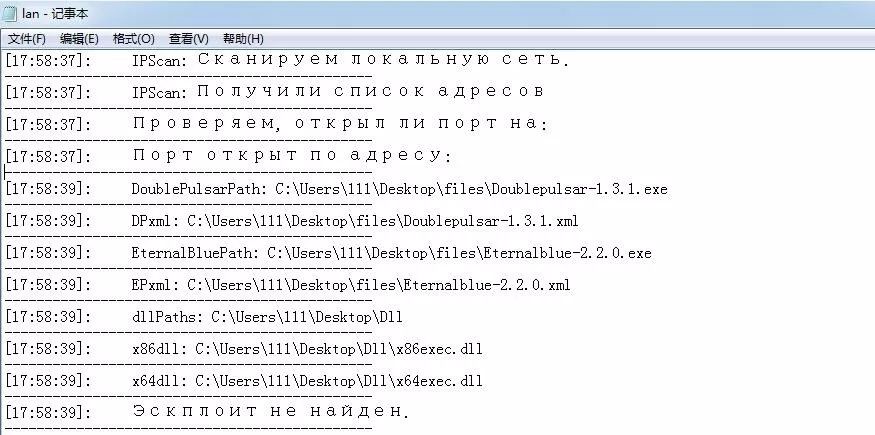 lan - 记事本
文件(F) 编辑(E) 格式(O) 查看(V) 帮助(H)
[17:58:37]: IPScan: Сканируем локальную сеть.
-----------------------------------------------
[17:58:37]: IPScan: Получили список адресов
-----------------------------------------------
[17:58:37]: Проверяем, открыл ли порт на:
-----------------------------------------------
[17:58:37]: Порт открыт по адресу:
-----------------------------------------------
[17:58:39]: DoublePulsarPath: C:\Users\111\Desktop\files\Doublepulsar-1.3.1.exe
-----------------------------------------------
[17:58:39]: DPxml: C:\Users\111\Desktop\files\Doublepulsar-1.3.1.xml
-----------------------------------------------
[17:58:39]: EternalBluePath: C:\Users\111\Desktop\files\Eternalblue-2.2.0.exe
-----------------------------------------------
[17:58:39]: EPxml: C:\Users\111\Desktop\files\Eternalblue-2.2.0.xml
-----------------------------------------------
[17:58:39]: dllPaths: C:\Users\111\Desktop\Dll
-----------------------------------------------
[17:58:39]: x86dll: C:\Users\111\Desktop\Dll\x86exec.dll
-----------------------------------------------
[17:58:39]: x64dll: C:\Users\111\Desktop\Dll\x64exec.dll
-----------------------------------------------
[17:58:39]: Эскплоит не найден.
-----------------------------------------------